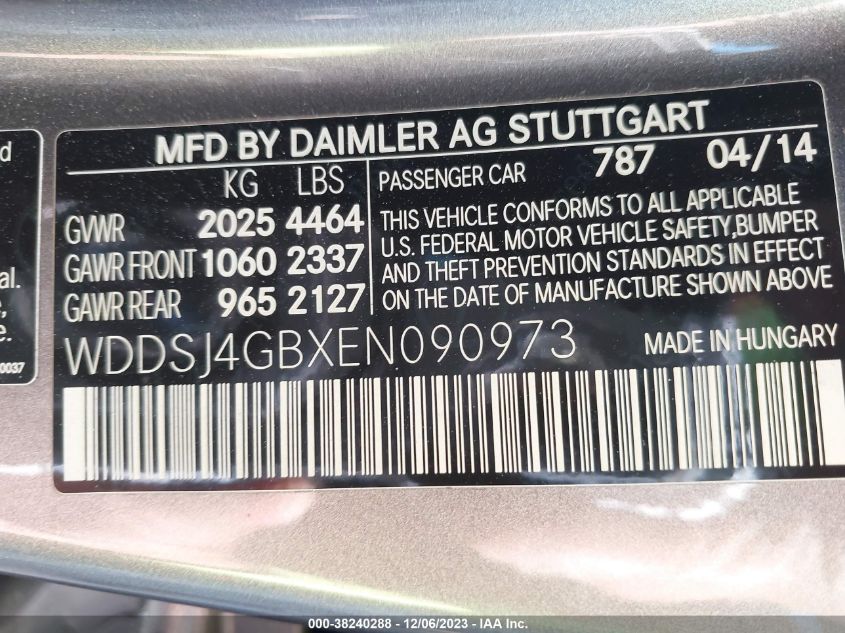 MFD BY DAIMLER AG STUTTGART
KG LBS
GVWR 2025 4464
GAWR FRONT 1060 2337
GAWR REAR 965 2127
PASSENGER CAR 787 04/14
THIS VEHICLE CONFORMS TO ALL APPLICABLE
U.S. FEDERAL MOTOR VEHICLE SAFETY,BUMPER
AND THEFT PREVENTION STANDARDS IN EFFECT
ON THE DATE OF MANUFACTURE SHOWN ABOVE
WDDSJ4GBXEN090973 MADE IN HUNGARY
d
al.
e,
e.
0037
000-38240288 - 12/06/2023 - IAA Inc.